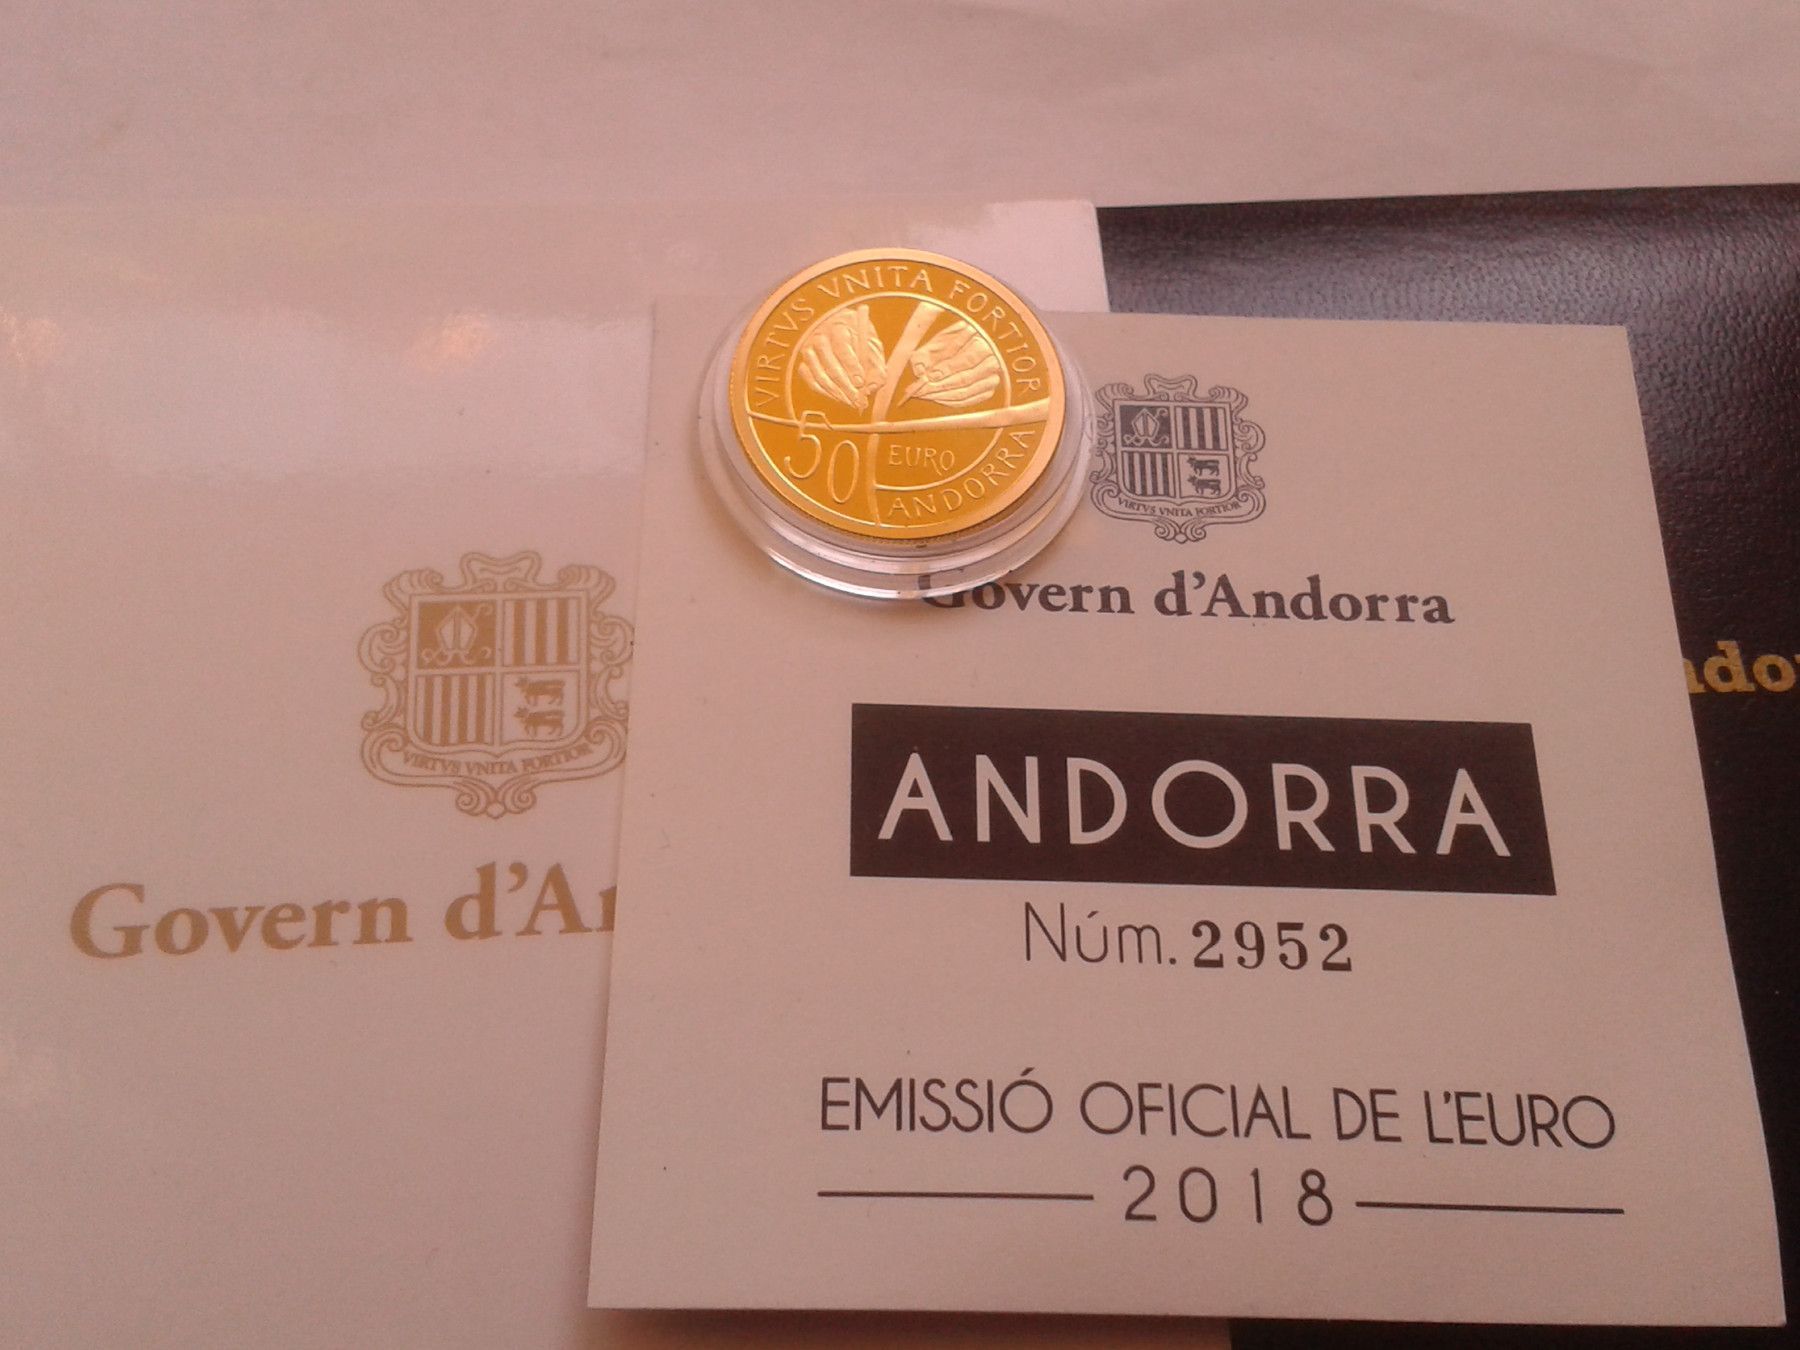 VIRTVS VNITA FORTIOR
50
EURO
ANDORRA
VIRTVS VNITA FORTIOR
Govern d'Andorra
ANDORRA
Núm. 2952
EMISSIÓ OFICIAL DE L'EURO
2018
VIRTVS VNITA FORTIOR
Govern d'An
ndo